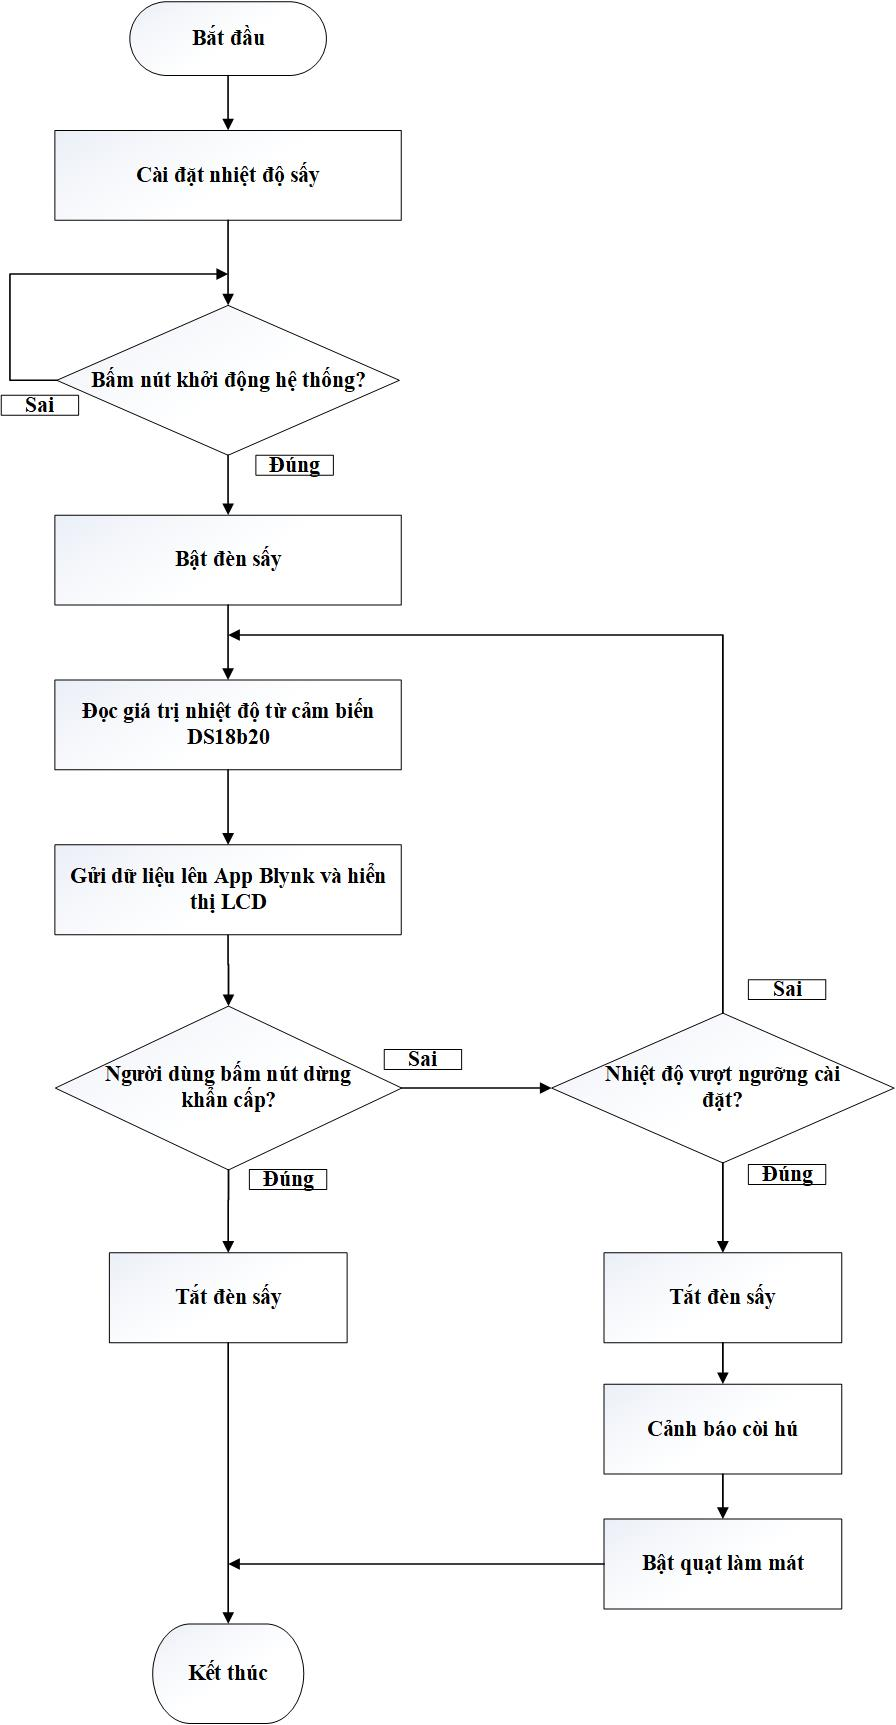 Bắt đầu
Cài đặt nhiệt độ sấy
Bấm nút khởi động hệ thống?
Sai
Đúng
Bật đèn sấy
Đọc giá trị nhiệt độ từ cảm biến
DS18b20
Gửi dữ liệu lên App Blynk và hiển
thị LCD
Người dùng bấm nút dừng
khẩn cấp?
Sai
Đúng
Nhiệt độ vượt ngưỡng cài
đặt?
Sai
Đúng
Tắt đèn sấy
Tắt đèn sấy
Cảnh báo còi hú
Bật quạt làm mát
Kết thúc